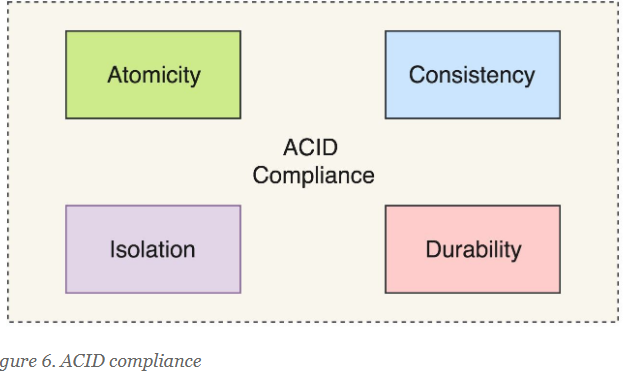 Atomicity
Consistency
ACID
Compliance
Isolation
Durability
gure 6. ACID compliance